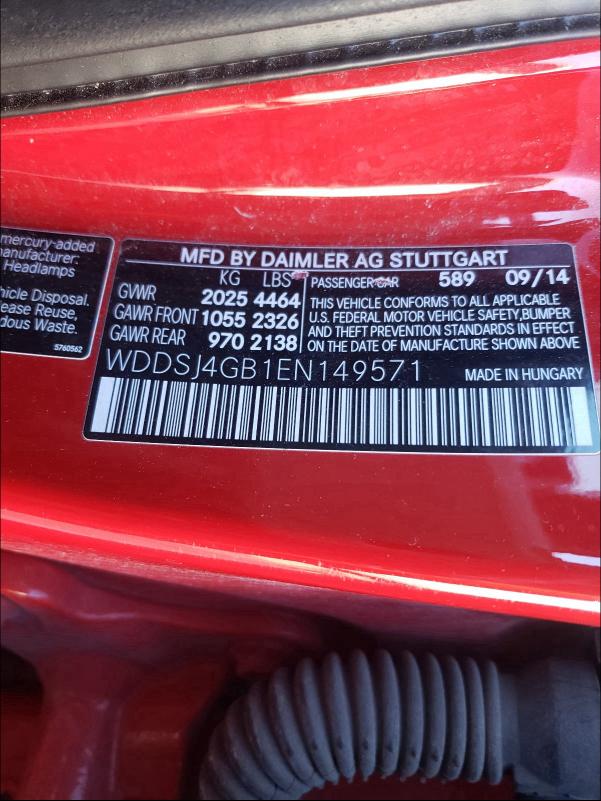 mercury-added
manufacturer:
Headlamps
hicle Disposal.
ease Reuse,
dous Waste.
5760562
MFD BY DAIMLER AG STUTTGART
KG LBS PASSENGER CAR 589 09/14
GVWR 2025 4464
GAWR FRONT 1055 2326
GAWR REAR 970 2138
THIS VEHICLE CONFORMS TO ALL APPLICABLE
U.S. FEDERAL MOTOR VEHICLE SAFETY,BUMPER
AND THEFT PREVENTION STANDARDS IN EFFECT
ON THE DATE OF MANUFACTURE SHOWN ABOVE
WDDSJ4GB1EN149571 MADE IN HUNGARY